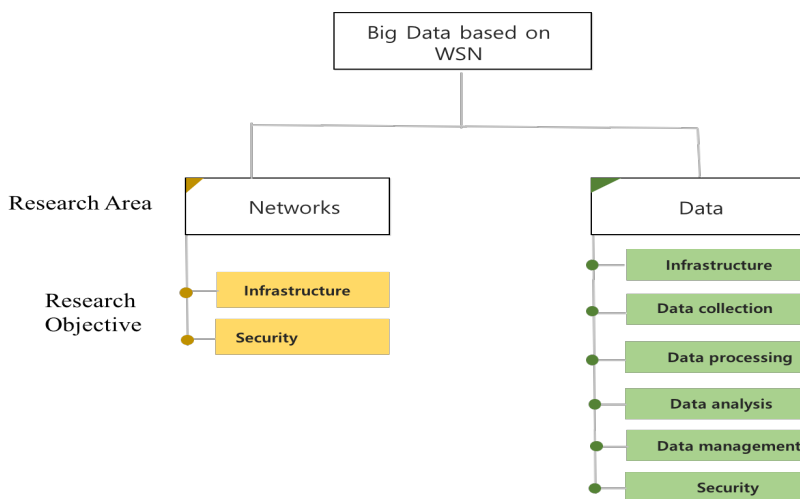 Big Data based on
WSN
Research Area
Networks
Data
Research
Objective
Infrastructure
Security
Infrastructure
Data collection
Data processing
Data analysis
Data management
Security